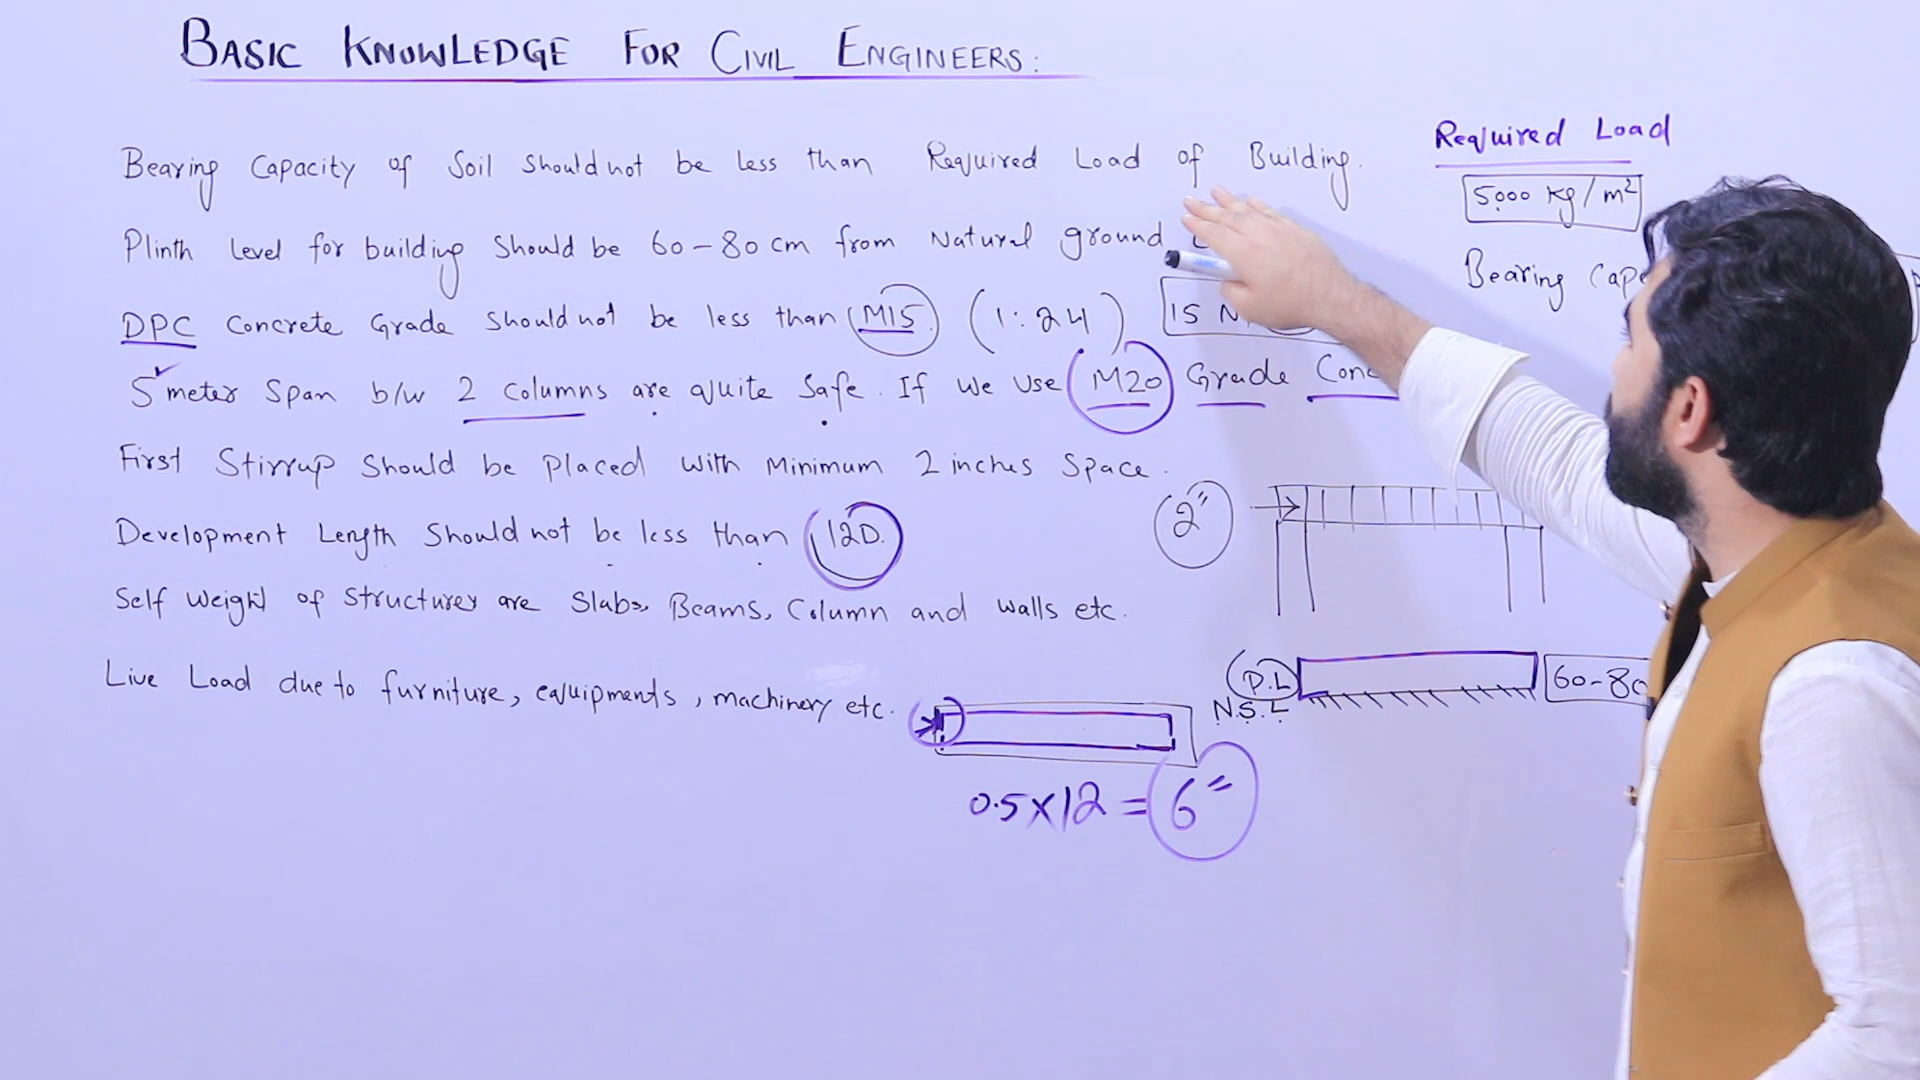 BASIC KNOWLEDGE FOR CIVIL ENGINEERS:
Bearing Capacity of Soil should not be less than Required Load of Building.
Plinth Level for building should be 60-80 cm from Natural ground
DPC Concrete Grade should not be less than M15 (1:24) 15 N
5 meter Span b/w 2 columns are quite Safe. If we use M20 Grade Conc
First Stirrup should be placed with Minimum 2 inches Space.
Development Length should not be less than 12D.
Self weight of structures are Slabs, Beams, Column and walls etc.
Live Load due to furniture, equipments, machinery etc.
0.5x12 = 6"
Required Load
5000 kg/m²
Bearing Cap
2"
P.L
60-80
N.S.L